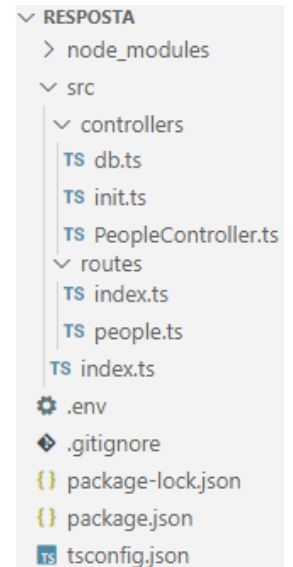 RESPOSTA
node_modules
src
controllers
TS db.ts
TS init.ts
TS PeopleController.ts
routes
TS index.ts
TS people.ts
TS index.ts
.env
.gitignore
{} package-lock.json
{} package.json
TS tsconfig.json